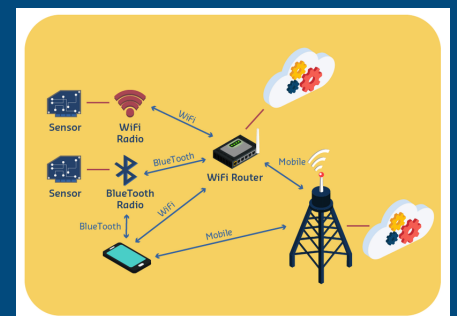 WiFi
Sensor
WiFi
Radio
BlueTooth
Mobile
WiFi Router
Sensor
BlueTooth
Radio
WiFi
BlueTooth
Mobile